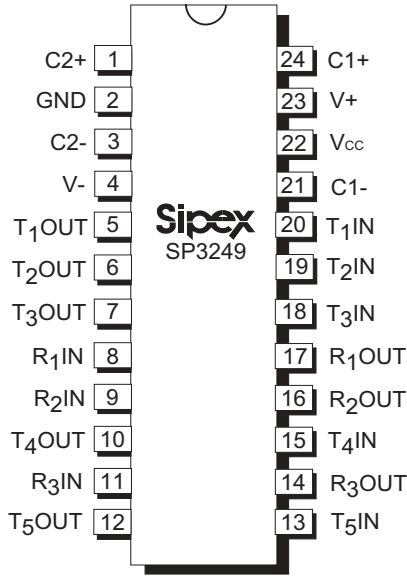 C2+ 1 24 C1+
GND 2 23 V+
C2- 3 22 Vcc
V- 4 21 C1-
T1OUT 5 20 T1IN
Sipex
SP3249
T2OUT 6 19 T2IN
T3OUT 7 18 T3IN
R1IN 8 17 R1OUT
R2IN 9 16 R2OUT
T4OUT 10 15 T4IN
R3IN 11 14 R3OUT
T5OUT 12 13 T5IN